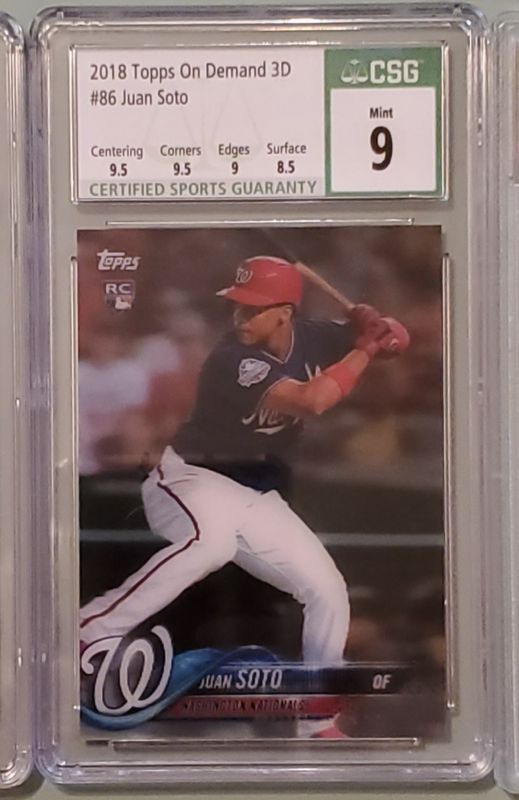 2018 Topps On Demand 3D
#86 Juan Soto
CSG
Mint
9
Centering Corners Edges Surface
9.5 9.5 9 8.5
CERTIFIED SPORTS GUARANTY
Topps
RC
W
W
JUAN SOTO OF
WASHINGTON NATIONALS